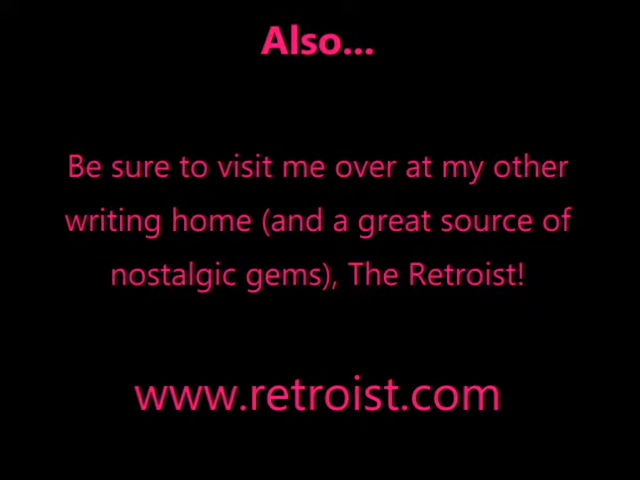 Also...
Be sure to visit me over at my other
writing home (and a great source of
nostalgic gems), The Retroist!
www.retroist.com